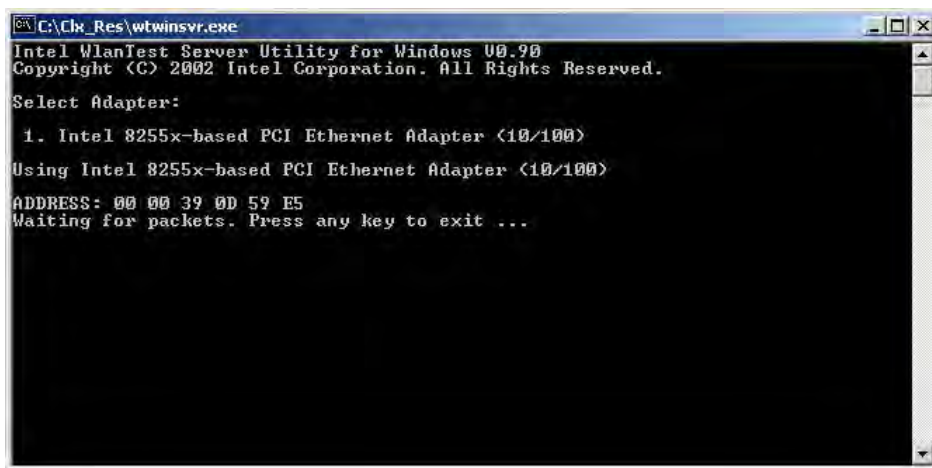 C:\Clx_Res\wtwinsvr.exe
Intel WlanTest Server Utility for Windows V0.90
Copyright (C) 2002 Intel Corporation. All Rights Reserved.
Select Adapter:
1. Intel 8255x-based PCI Ethernet Adapter (10/100)
Using Intel 8255x-based PCI Ethernet Adapter (10/100)
ADDRESS: 00 00 39 0D 59 E5
Waiting for packets. Press any key to exit ...